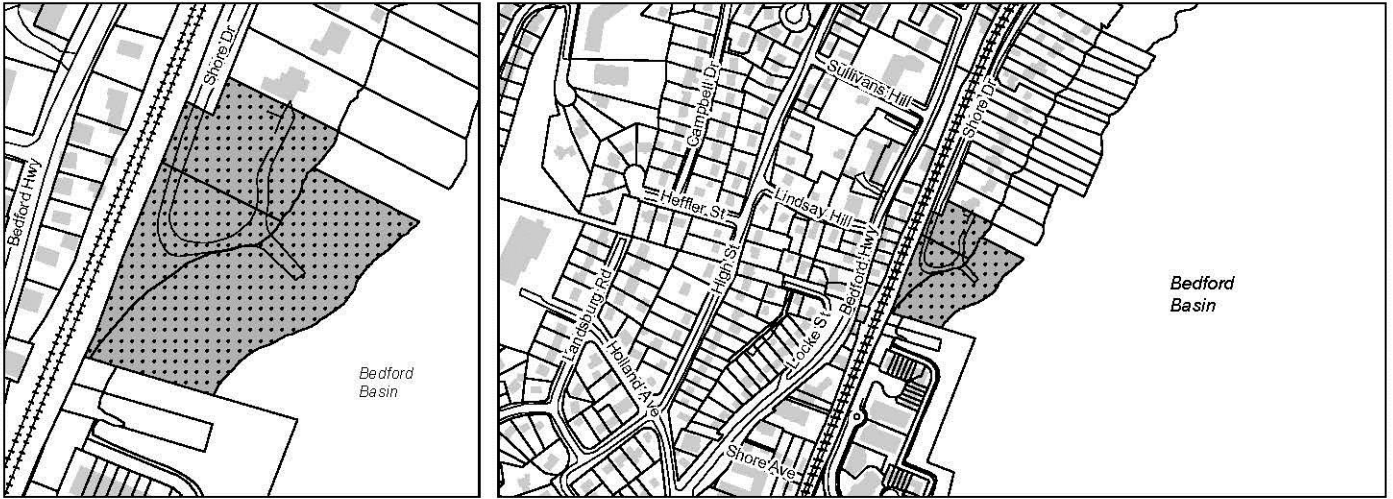 Shore Dr
Bedford Hwy
Bedford
Basin
Campbell Dr
Sullivans Hill
Shore Dr
Heffler St
Lindsay Hill
High St
Bedford Hwy
Landsburg Rd
Holland Ave
Locke St
Shore Ave
Bedford
Basin